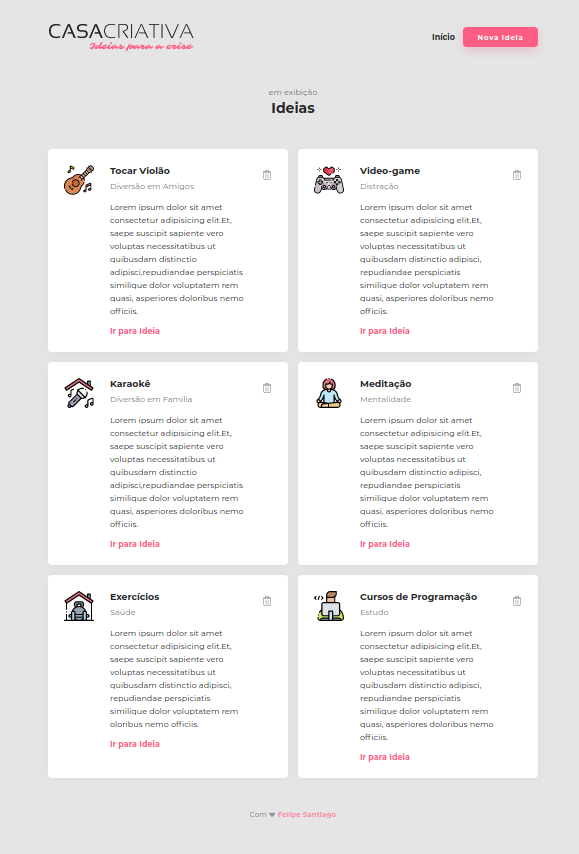 CASACRIATIVA
Ideias para a crise
Início
Nova Ideia
em exibição
Ideias
Tocar Violão
Diversão em Amigos
Lorem ipsum dolor sit amet
consectetur adipisicing elit.Et,
saepe suscipit sapiente vero
voluptas necessitatibus ut
quibusdam distinctio
adipisci,repudiandae perspiciatis
similique dolor voluptatem rem
quasi, asperiores doloribus nemo
officiis.
Ir para Ideia
Video-game
Distração
Lorem ipsum dolor sit amet
consectetur adipisicing elit.Et,
saepe suscipit sapiente vero
voluptas necessitatibus ut
quibusdam distinctio adipisci,
repudiandae perspiciatis
similique dolor voluptatem rem
quasi, asperiores doloribus nemo
officiis.
Ir para Ideia
Karaokê
Diversão em Família
Lorem ipsum dolor sit amet
consectetur adipisicing elit.Et,
saepe suscipit sapiente vero
voluptas necessitatibus ut
quibusdam distinctio
adipisci,repudiandae perspiciatis
similique dolor voluptatem rem
quasi, asperiores doloribus nemo
officiis.
Ir para Ideia
Meditação
Mentalidade
Lorem ipsum dolor sit amet
consectetur adipisicing elit.Et,
saepe suscipit sapiente vero
voluptas necessitatibus ut
quibusdam distinctio adipisci,
repudiandae perspiciatis
similique dolor voluptatem rem
quasi, asperiores doloribus nemo
officiis.
Ir para Ideia
Exercícios
Saúde
Lorem ipsum dolor sit amet
consectetur adipisicing elit.Et,
saepe suscipit sapiente vero
voluptas necessitatibus ut
quibusdam distinctio adipisci,
repudiandae perspiciatis
similique dolor voluptatem rem
oloribus nemo officiis.
Ir para Ideia
Cursos de Programação
Estudo
Lorem ipsum dolor sit amet
consectetur adipisicing elit.Et,
saepe suscipit sapiente vero
voluptas necessitatibus ut
quibusdam distinctio adipisci,
repudiandae perspiciatis
similique dolor voluptatem rem
quasi, asperiores doloribus nemo
officiis.
Ir para Ideia
Com ❤ Felipe Santiago